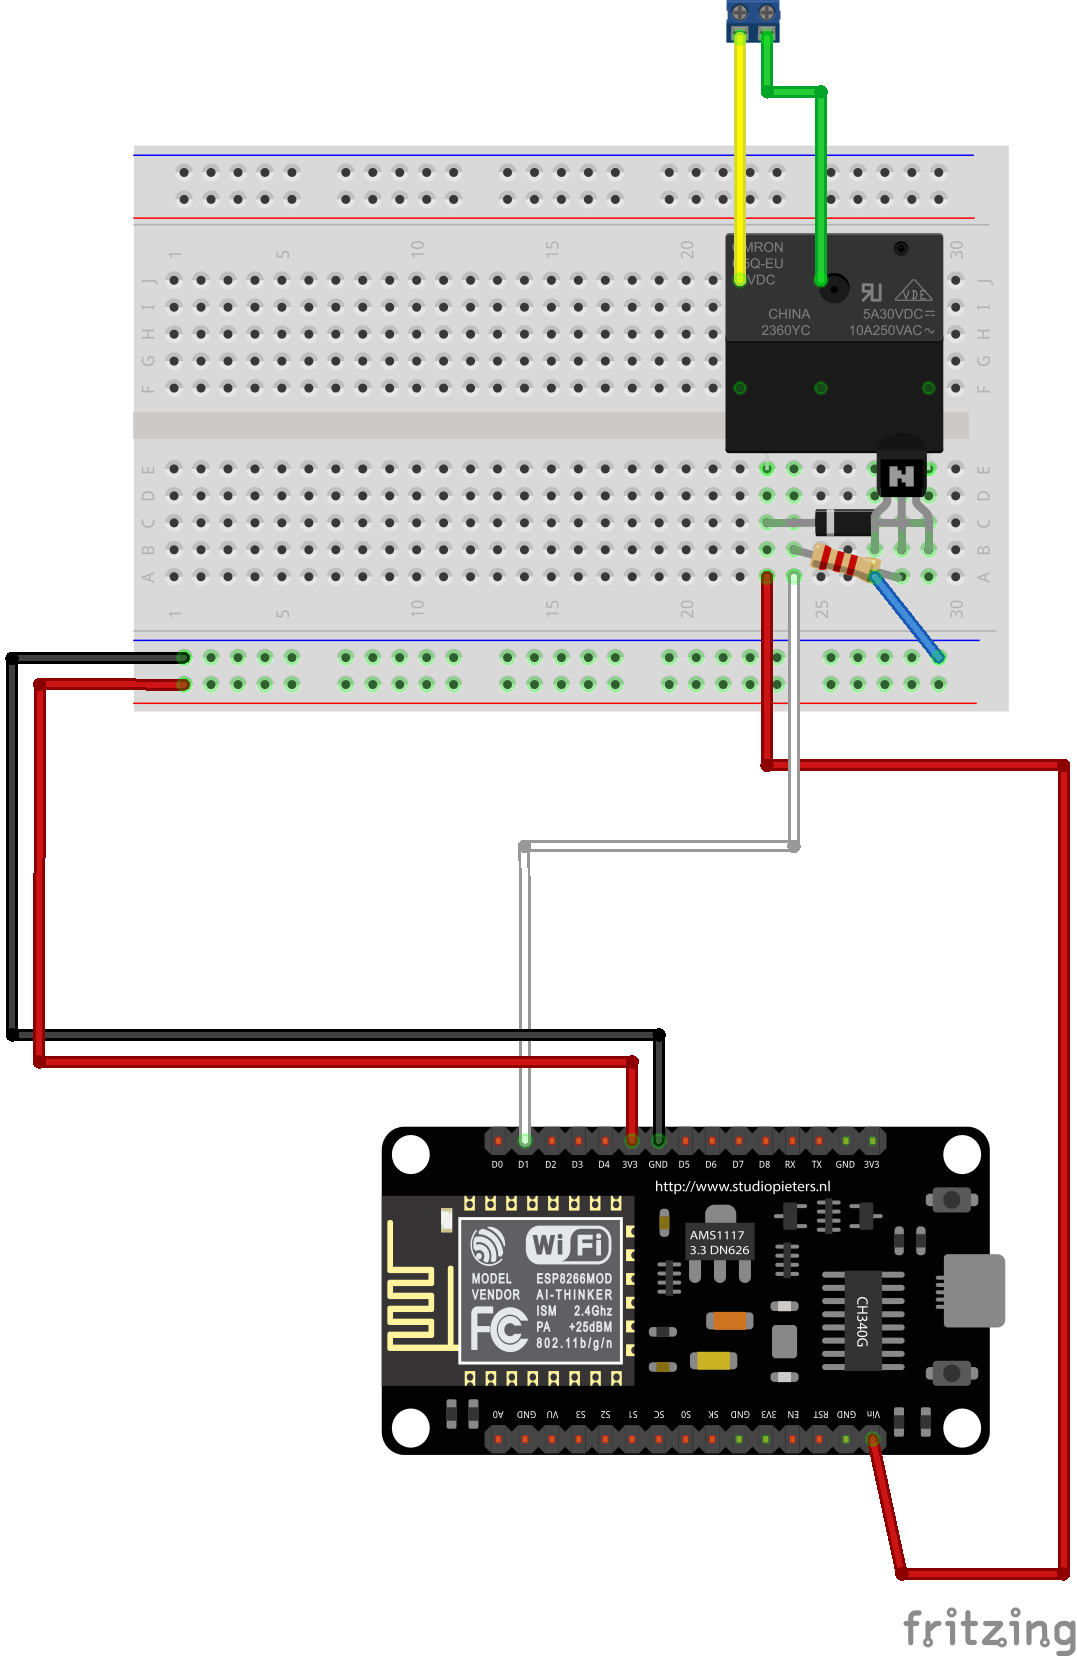 1 5 10 15 20 30
J J
I I
H H
G G
F F
MRON
5Q-EU
VDC
CHINA 5A30VDC
2360YC 10A250VAC
VDE
N
E E
D D
C C
B B
A A
1 5 10 15 20 25 30
D0 D1 D2 D3 D4 3V3 GND D5 D6 D7 D8 RX TX GND 3V3
http://www.studiopieters.nl
AMS1117
3.3 DN626
WiFi
MODEL ESP8266MOD
VENDOR AI-THINKER
ISM 2.4Ghz
PA +25dBM
802.11b/g/n
FC
CH340G
A0 GND VU S3 S2 S1 SC S0 SK GND 3V3 EN RST GND Vin
fritzing